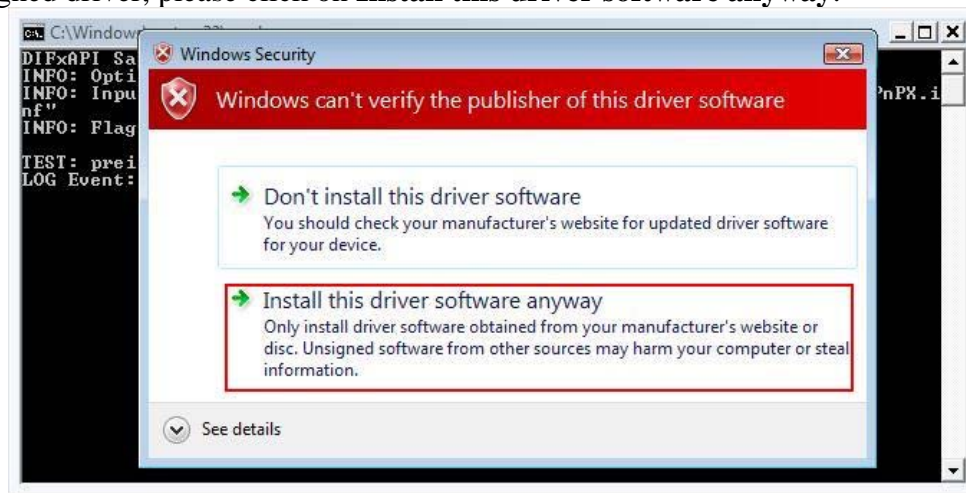 please click on Install this driver software anyway.
C:\Window
DIFxAPI Sa
INFO: Opti
INFO: Inpu
nPX.i
nf"
INFO: Flag
TEST: prei
LOG Event:
Windows Security
Windows can't verify the publisher of this driver software
Don't install this driver software
You should check your manufacturer's website for updated driver software
for your device.
Install this driver software anyway
Only install driver software obtained from your manufacturer's website or
disc. Unsigned software from other sources may harm your computer or steal
information.
See details